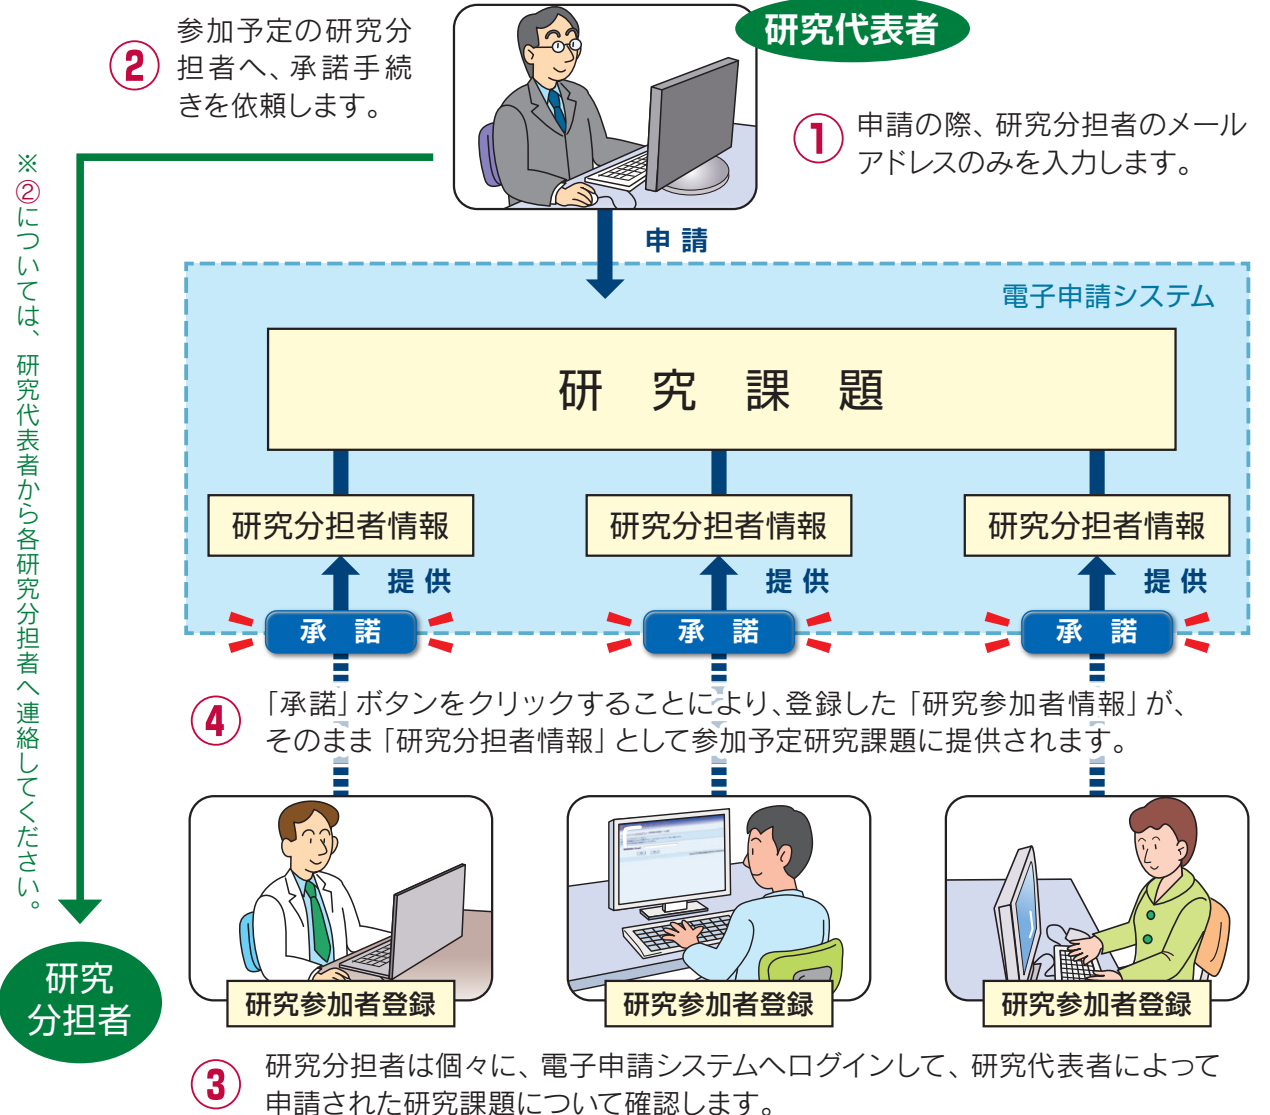 研究代表者
①
申請の際、研究分担者のメール
アドレスのみを入力します。
②
参加予定の研究分
担者へ、承諾手続
きを依頼します。
※②については、研究代表者から各研究分担者へ連絡してください。
申請
電子申請システム
研究課題
研究分担者情報
研究分担者情報
研究分担者情報
提供
提供
提供
承諾
承諾
承諾
④
「承諾」ボタンをクリックすることにより、登録した「研究参加者情報」が、
そのまま「研究分担者情報」として参加予定研究課題に提供されます。
研究参加者登録
研究参加者登録
研究参加者登録
研究
分担者
③
研究分担者は個々に、電子申請システムへログインして、研究代表者によって
申請された研究課題について確認します。